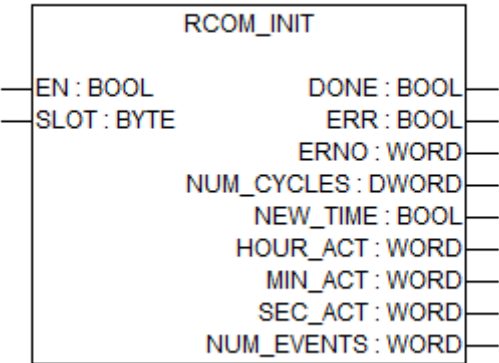 RCOM_INIT
EN : BOOL DONE : BOOL
SLOT : BYTE ERR : BOOL
ERNO : WORD
NUM_CYCLES : DWORD
NEW_TIME : BOOL
HOUR_ACT : WORD
MIN_ACT : WORD
SEC_ACT : WORD
NUM_EVENTS : WORD